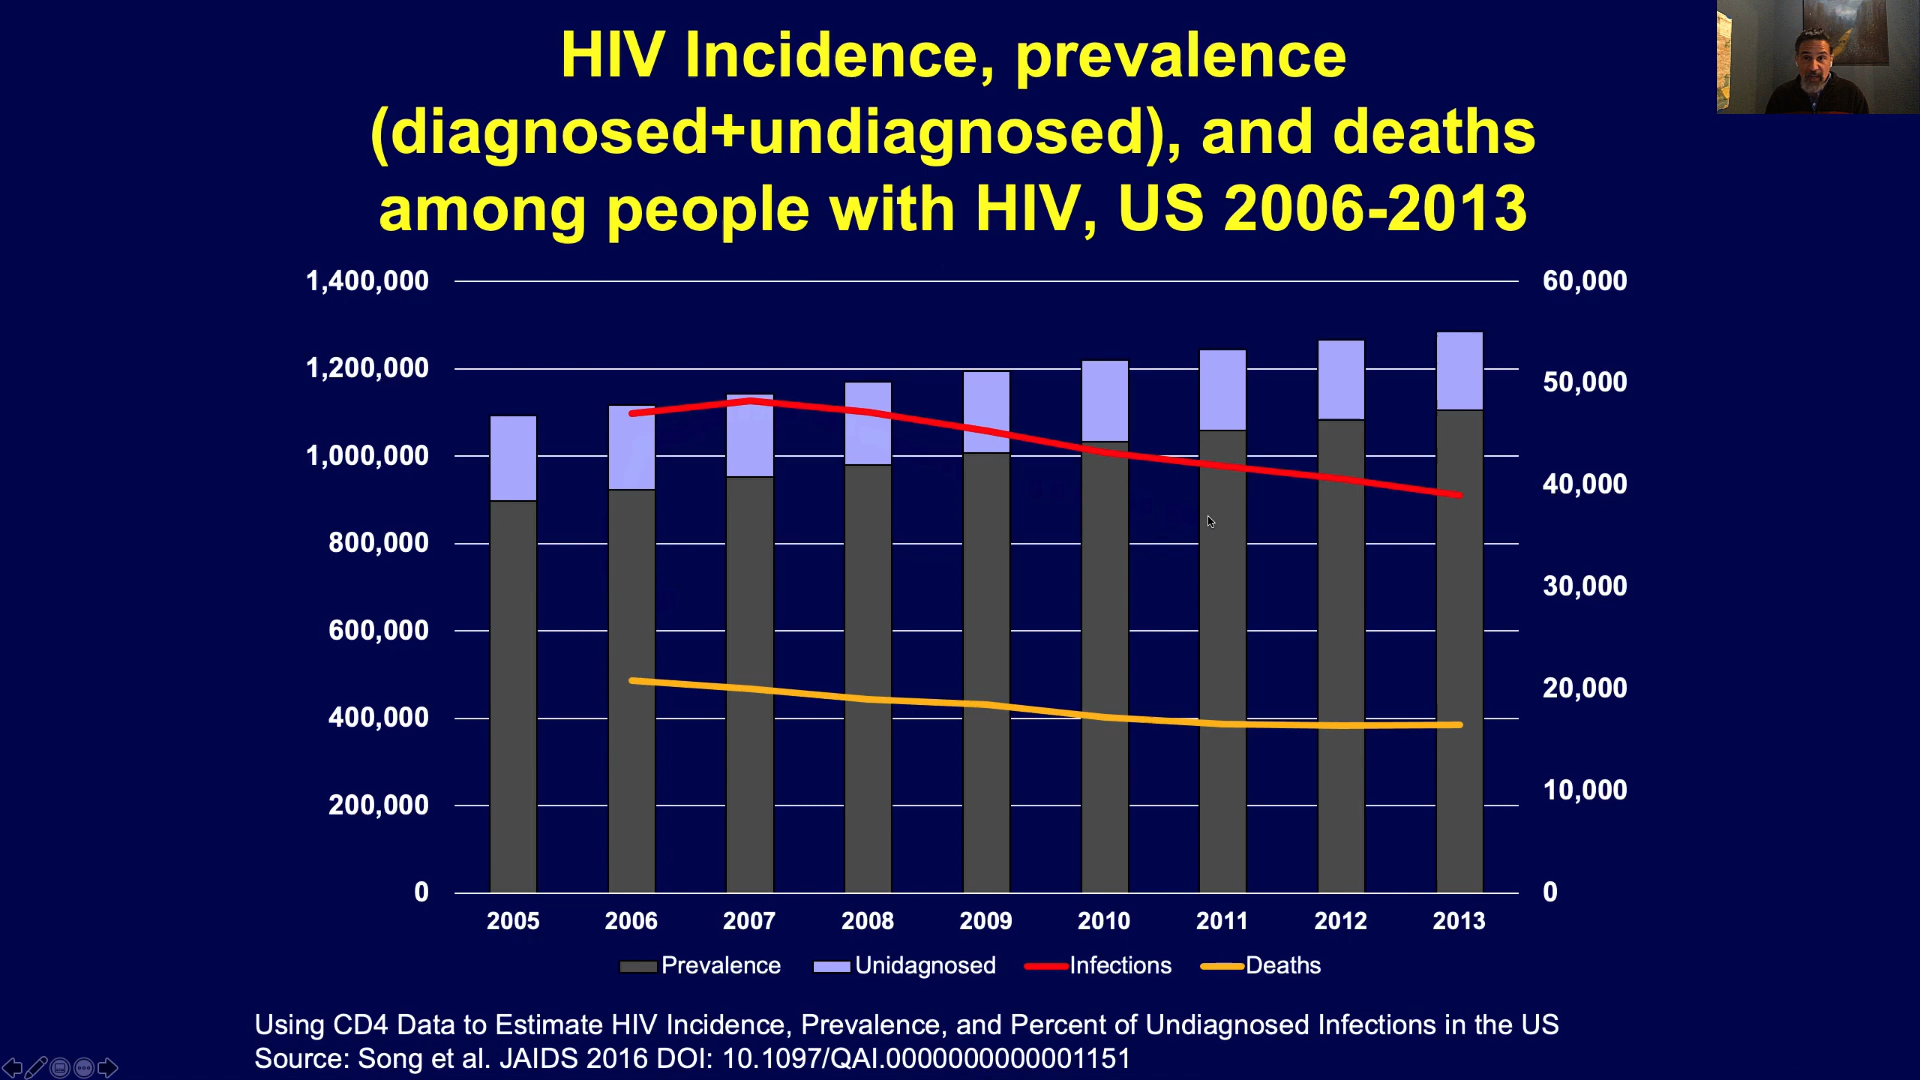 HIV Incidence, prevalence
(diagnosed+undiagnosed), and deaths
among people with HIV, US 2006-2013
1,400,000
1,200,000
1,000,000
800,000
600,000
400,000
200,000
0
60,000
50,000
40,000
30,000
20,000
10,000
0
2005 2006 2007 2008 2009 2010 2011 2012 2013
Prevalence Unidagnosed Infections Deaths
Using CD4 Data to Estimate HIV Incidence, Prevalence, and Percent of Undiagnosed Infections in the US
Source: Song et al. JAIDS 2016 DOI: 10.1097/QAI.0000000000001151